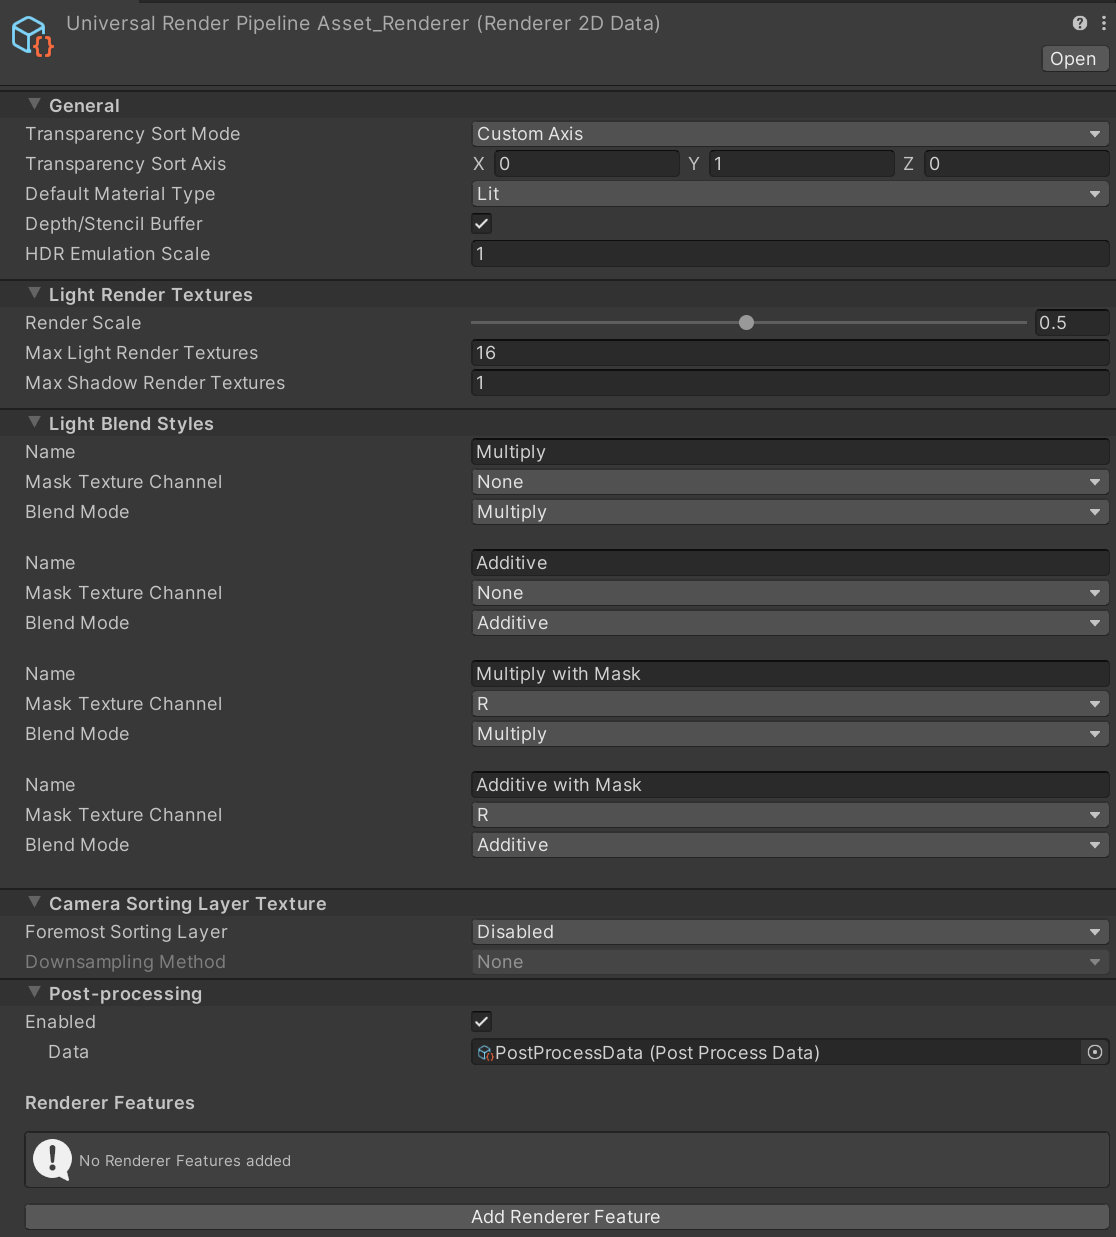 Universal Render Pipeline Asset_Renderer (Renderer 2D Data)
Open
General
Transparency Sort Mode Custom Axis
Transparency Sort Axis X 0 Y 1 Z 0
Default Material Type Lit
Depth/Stencil Buffer
HDR Emulation Scale 1
Light Render Textures
Render Scale 0.5
Max Light Render Textures 16
Max Shadow Render Textures 1
Light Blend Styles
Name Multiply
Mask Texture Channel None
Blend Mode Multiply
Name Additive
Mask Texture Channel None
Blend Mode Additive
Name Multiply with Mask
Mask Texture Channel R
Blend Mode Multiply
Name Additive with Mask
Mask Texture Channel R
Blend Mode Additive
Camera Sorting Layer Texture
Foremost Sorting Layer Disabled
Downsampling Method None
Post-processing
Enabled
Data PostProcessData (Post Process Data)
Renderer Features
No Renderer Features added
Add Renderer Feature